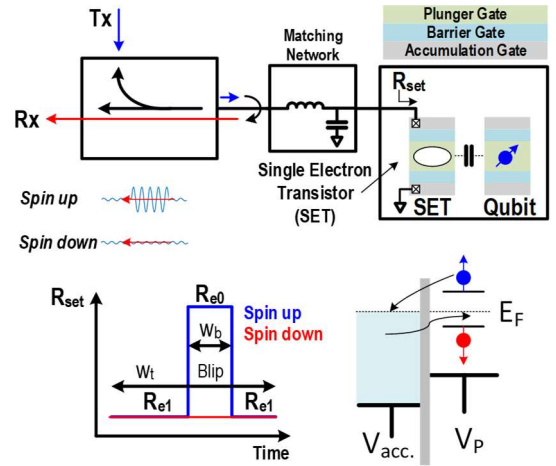 Tx
Rx
Matching
Network
Plunger Gate
Barrier Gate
Accumulation Gate
Rset
Single Electron
Transistor
(SET)
SET
Qubit
Spin up
Spin down
Rset
Re0
Spin up
Spin down
Wb
Wt
Blip
Re1
Re1
Time
EF
Vacc.
VP